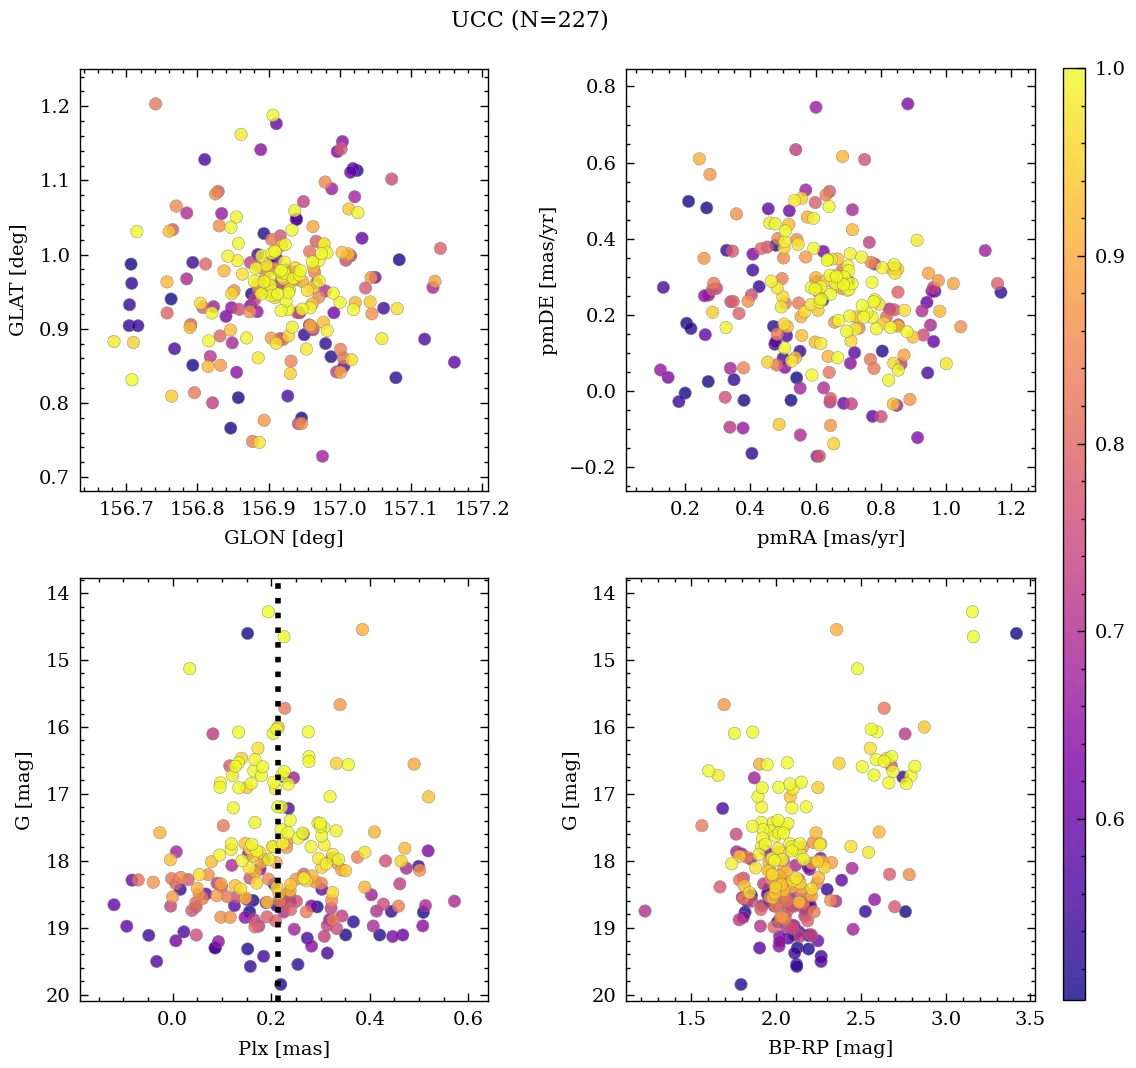 UCC (N=227)
1.2
1.1
1.0
0.9
0.8
0.7
GLAT [deg]
156.7 156.8 156.9 157.0 157.1 157.2
GLON [deg]
0.8
0.6
0.4
0.2
0.0
−0.2
pmDE [mas/yr]
0.2 0.4 0.6 0.8 1.0 1.2
pmRA [mas/yr]
14
15
16
17
18
19
20
G [mag]
0.0 0.2 0.4 0.6
Plx [mas]
14
15
16
17
18
19
20
G [mag]
1.5 2.0 2.5 3.0 3.5
BP-RP [mag]
1.0
0.9
0.8
0.7
0.6